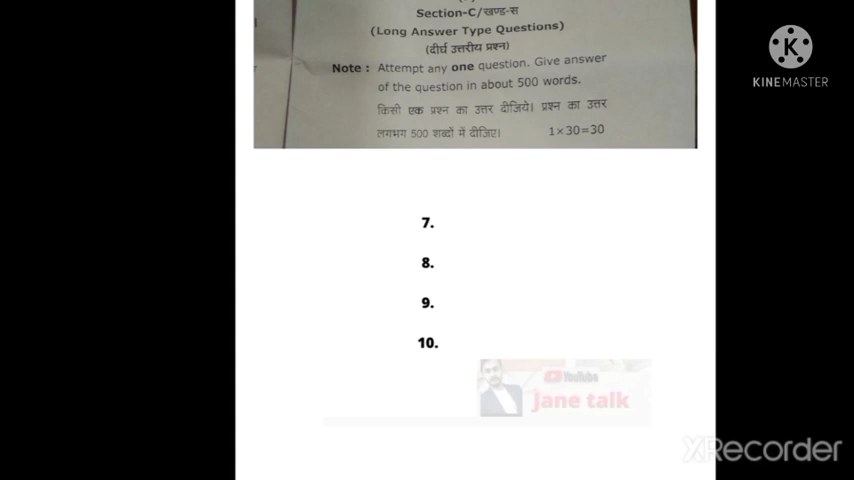 Section-C/खण्ड-स
(Long Answer Type Questions)
(दीर्घ उत्तरीय प्रश्न)
Note : Attempt any one question. Give answer
of the question in about 500 words.
किसी एक प्रश्न का उत्तर दीजिये। प्रश्न का उत्तर
लगभग 500 शब्दों में दीजिए। 1×30=30
K
KINEMASTER
7.
8.
9.
10.
YouTube
Jane talk
XRecorder